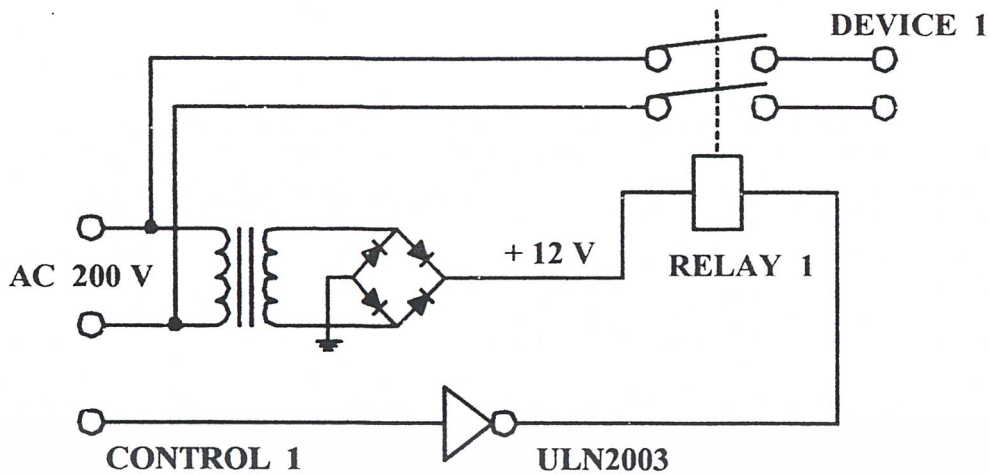 DEVICE 1
+ 12 V
RELAY 1
AC 200 V
CONTROL 1
ULN2003